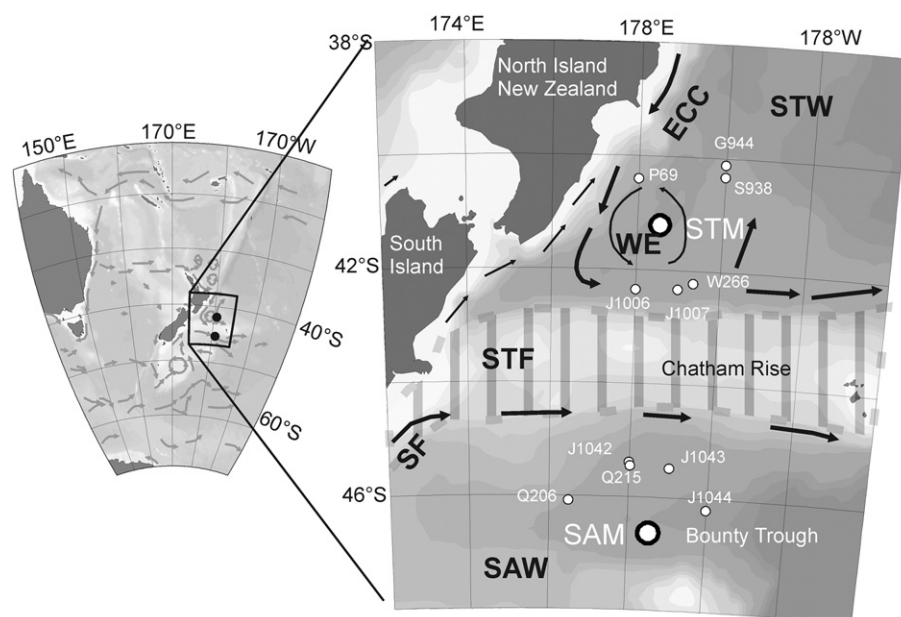 150°E
170°E
170°W
40°S
60°S
174°E
178°E
178°W
38°S
42°S
46°S
North Island
New Zealand
ECC
STW
G944
P69
S938
South
Island
WE
STM
W266
J1006
J1007
STF
Chatham Rise
SF
J1042
J1043
Q215
Q206
J1044
SAM
Bounty Trough
SAW